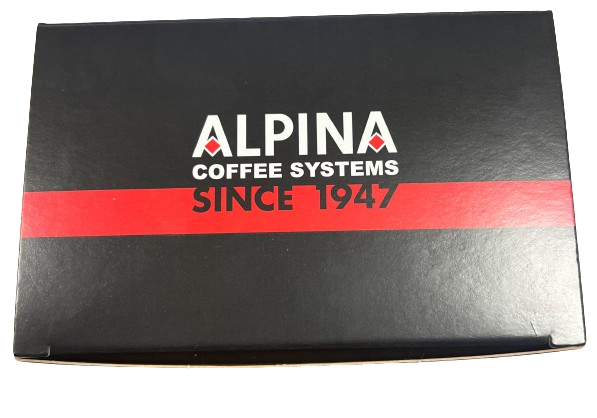 ALPINA
COFFEE SYSTEMS
SINCE 1947